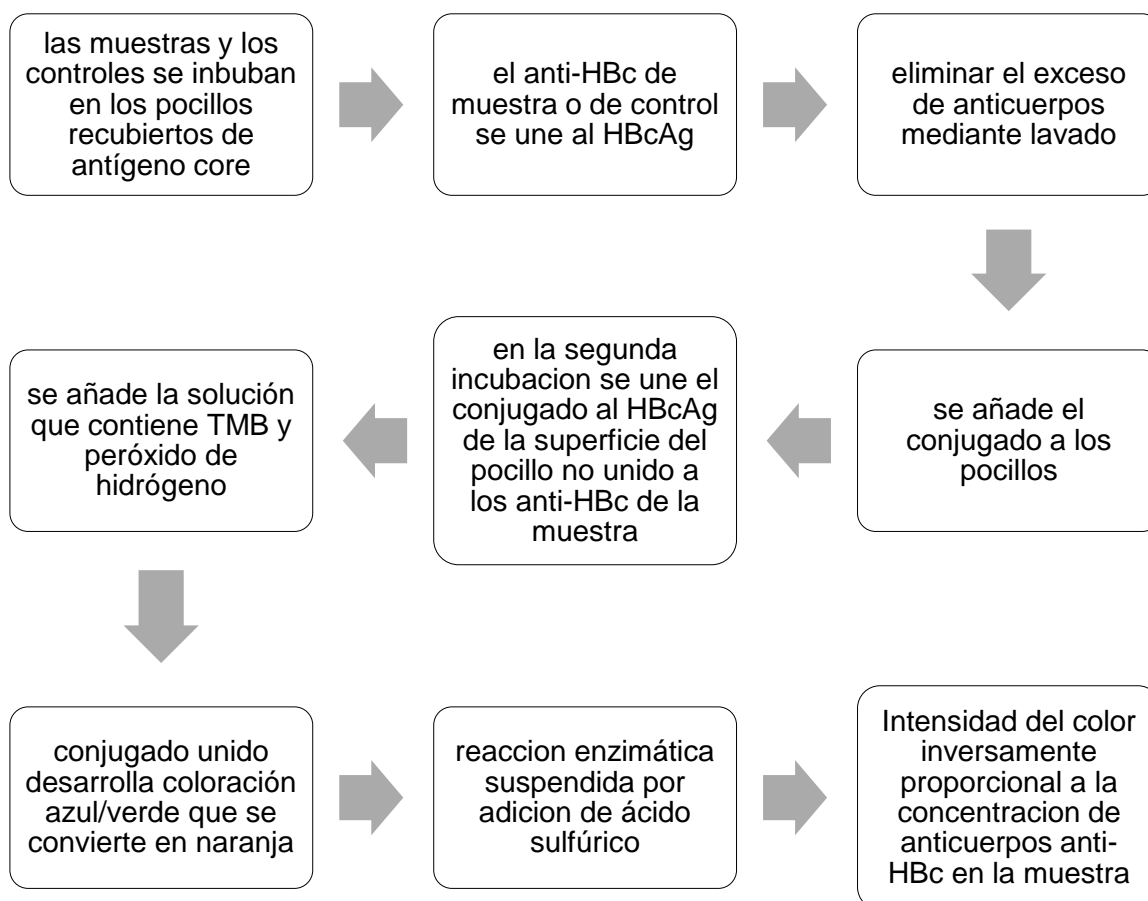 las muestras y los
controles se inbuban
en los pocillos
recubiertos de
antígeno core
el anti-HBc de
muestra o de control
se une al HBcAg
eliminar el exceso
de anticuerpos
mediante lavado
se añade el
conjugado a los
pocillos
en la segunda
incubacion se une el
conjugado al HBcAg
de la superficie del
pocillo no unido a
los anti-HBc de la
muestra
se añade la solución
que contiene TMB y
peróxido de
hidrógeno
conjugado unido
desarrolla coloración
azul/verde que se
convierte en naranja
reaccion enzimática
suspendida por
adicion de ácido
sulfúrico
Intensidad del color
inversamente
proporcional a la
concentracion de
anticuerpos anti-
HBc en la muestra